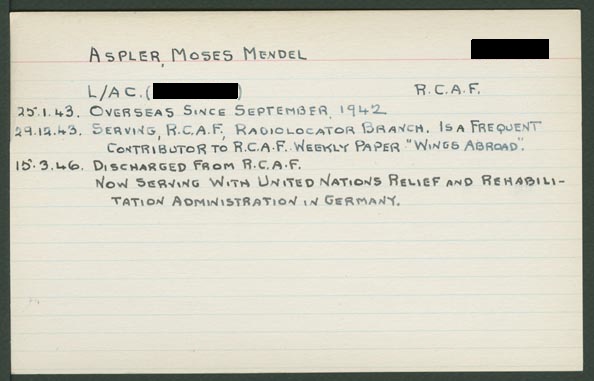 ASPLER, MOSES MENDEL
L/AC. ( ) R.C.A.F.
25.1.43. OVERSEAS SINCE SEPTEMBER, 1942
29.12.43. SERVING, R.C.A.F., RADIOLOCATOR BRANCH. IS A FREQUENT
CONTRIBUTOR TO R.C.A.F. WEEKLY PAPER "WINGS ABROAD".
15.3.46. DISCHARGED FROM R.C.A.F.
NOW SERVING WITH UNITED NATIONS RELIEF AND REHABILI-
TATION ADMINISTRATION IN GERMANY.